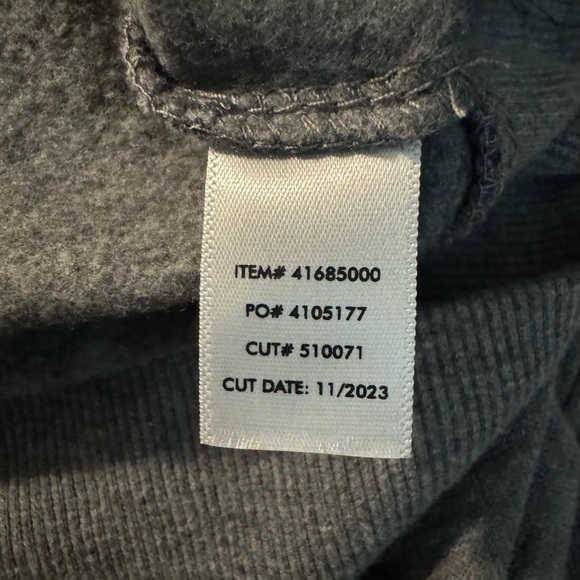 ITEM# 41685000
PO# 4105177
CUT# 510071
CUT DATE: 11/2023